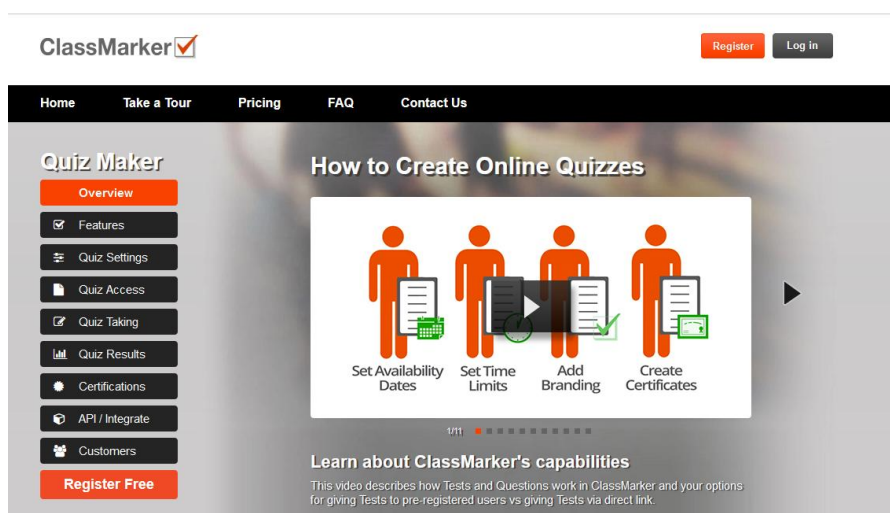 ClassMarker
Register
Log in
Home
Take a Tour
Pricing
FAQ
Contact Us
Quiz Maker
Overview
Features
Quiz Settings
Quiz Access
Quiz Taking
Quiz Results
Certifications
API / Integrate
Customers
Register Free
How to Create Online Quizzes
Set Availability
Dates
Set Time
Limits
Add
Branding
Create
Certificates
1/11
Learn about ClassMarker's capabilities
This video describes how Tests and Questions work in ClassMarker and your options
for giving Tests to pre-registered users vs giving Tests via direct link.